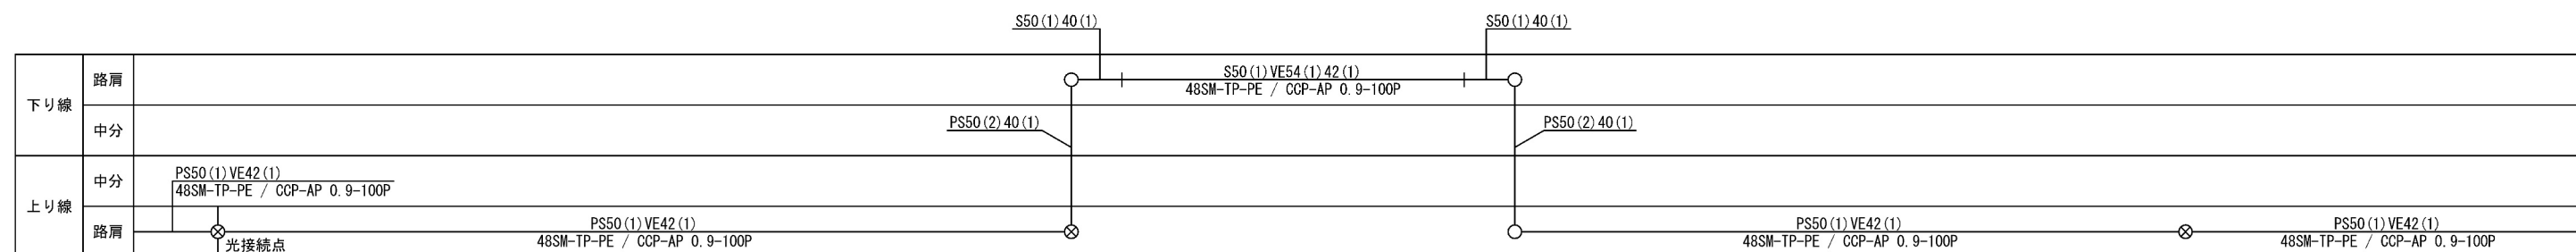 S50(1)40(1)
S50(1)40(1)
下り線
路肩
S50(1)VE54(1)42(1)
48SM-TP-PE / CCP-AP 0.9-100P
中分
PS50(2)40(1)
PS50(2)40(1)
上り線
中分
PS50(1)VE42(1)
48SM-TP-PE / CCP-AP 0.9-100P
路肩
光接続点
PS50(1)VE42(1)
48SM-TP-PE / CCP-AP 0.9-100P
PS50(1)VE42(1)
48SM-TP-PE / CCP-AP 0.9-100P
PS50(1)VE42(1)
48SM-TP-PE / CCP-AP 0.9-100P